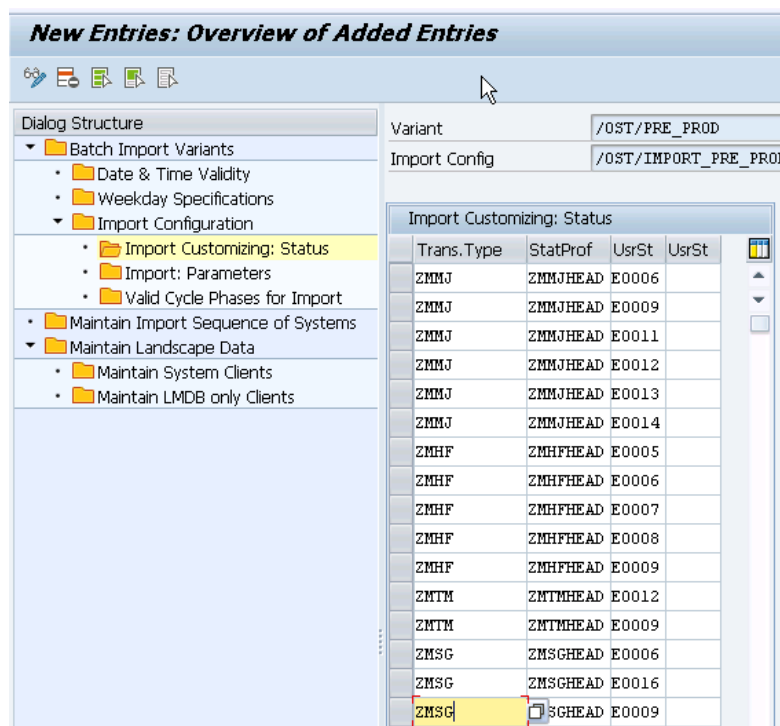 New Entries: Overview of Added Entries
Dialog Structure
Batch Import Variants
Date & Time Validity
Weekday Specifications
Import Configuration
Import Customizing: Status
Import: Parameters
Valid Cycle Phases for Import
Maintain Import Sequence of Systems
Maintain Landscape Data
Maintain System Clients
Maintain LMDB only Clients
Variant /OST/PRE_PROD
Import Config /OST/IMPORT_PRE_PROD
Import Customizing: Status
Trans.Type StatProf UsrSt UsrSt
ZMMJ ZMMJHEAD E0006
ZMMJ ZMMJHEAD E0009
ZMMJ ZMMJHEAD E0011
ZMMJ ZMMJHEAD E0012
ZMMJ ZMMJHEAD E0013
ZMMJ ZMMJHEAD E0014
ZMHF ZMHFHEAD E0005
ZMHF ZMHFHEAD E0006
ZMHF ZMHFHEAD E0007
ZMHF ZMHFHEAD E0008
ZMHF ZMHFHEAD E0009
ZMTM ZMTMHEAD E0012
ZMTM ZMTMHEAD E0009
ZMSG ZMSGHEAD E0006
ZMSG ZMSGHEAD E0016
ZMSG SGHEAD E0009